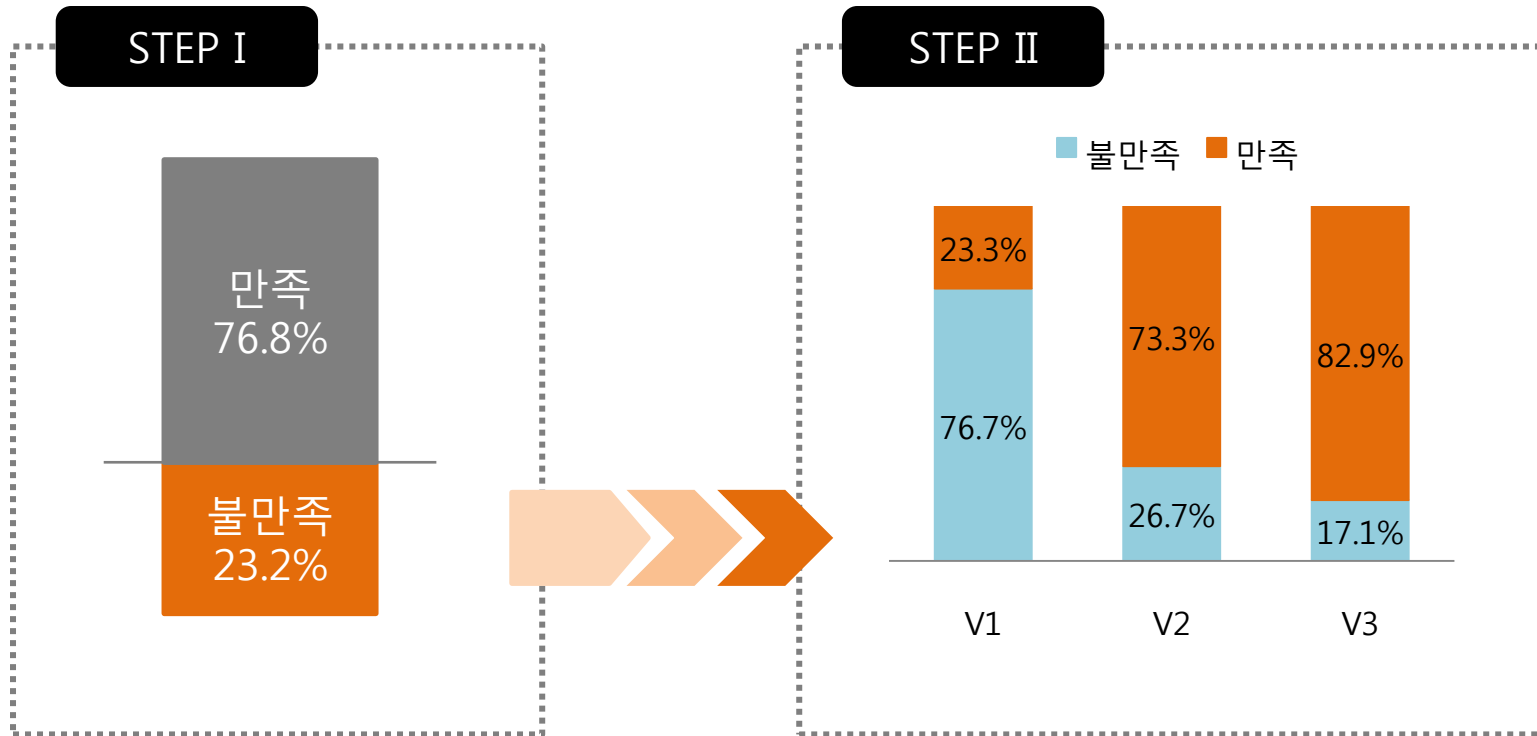 STEP I
만족
76.8%
불만족
23.2%
STEP II
불만족 만족
23.3%
76.7%
73.3%
26.7%
82.9%
17.1%
V1 V2 V3